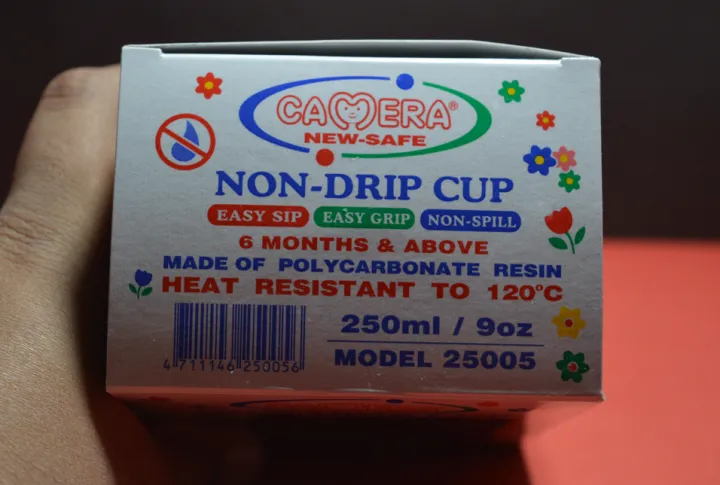 CAMERA®
NEW-SAFE
NON-DRIP CUP
EASY SIP EASY GRIP NON-SPILL
6 MONTHS & ABOVE
MADE OF POLYCARBONATE RESIN
HEAT RESISTANT TO 120°C
250ml / 9oz
MODEL 25005
4 711146 250056